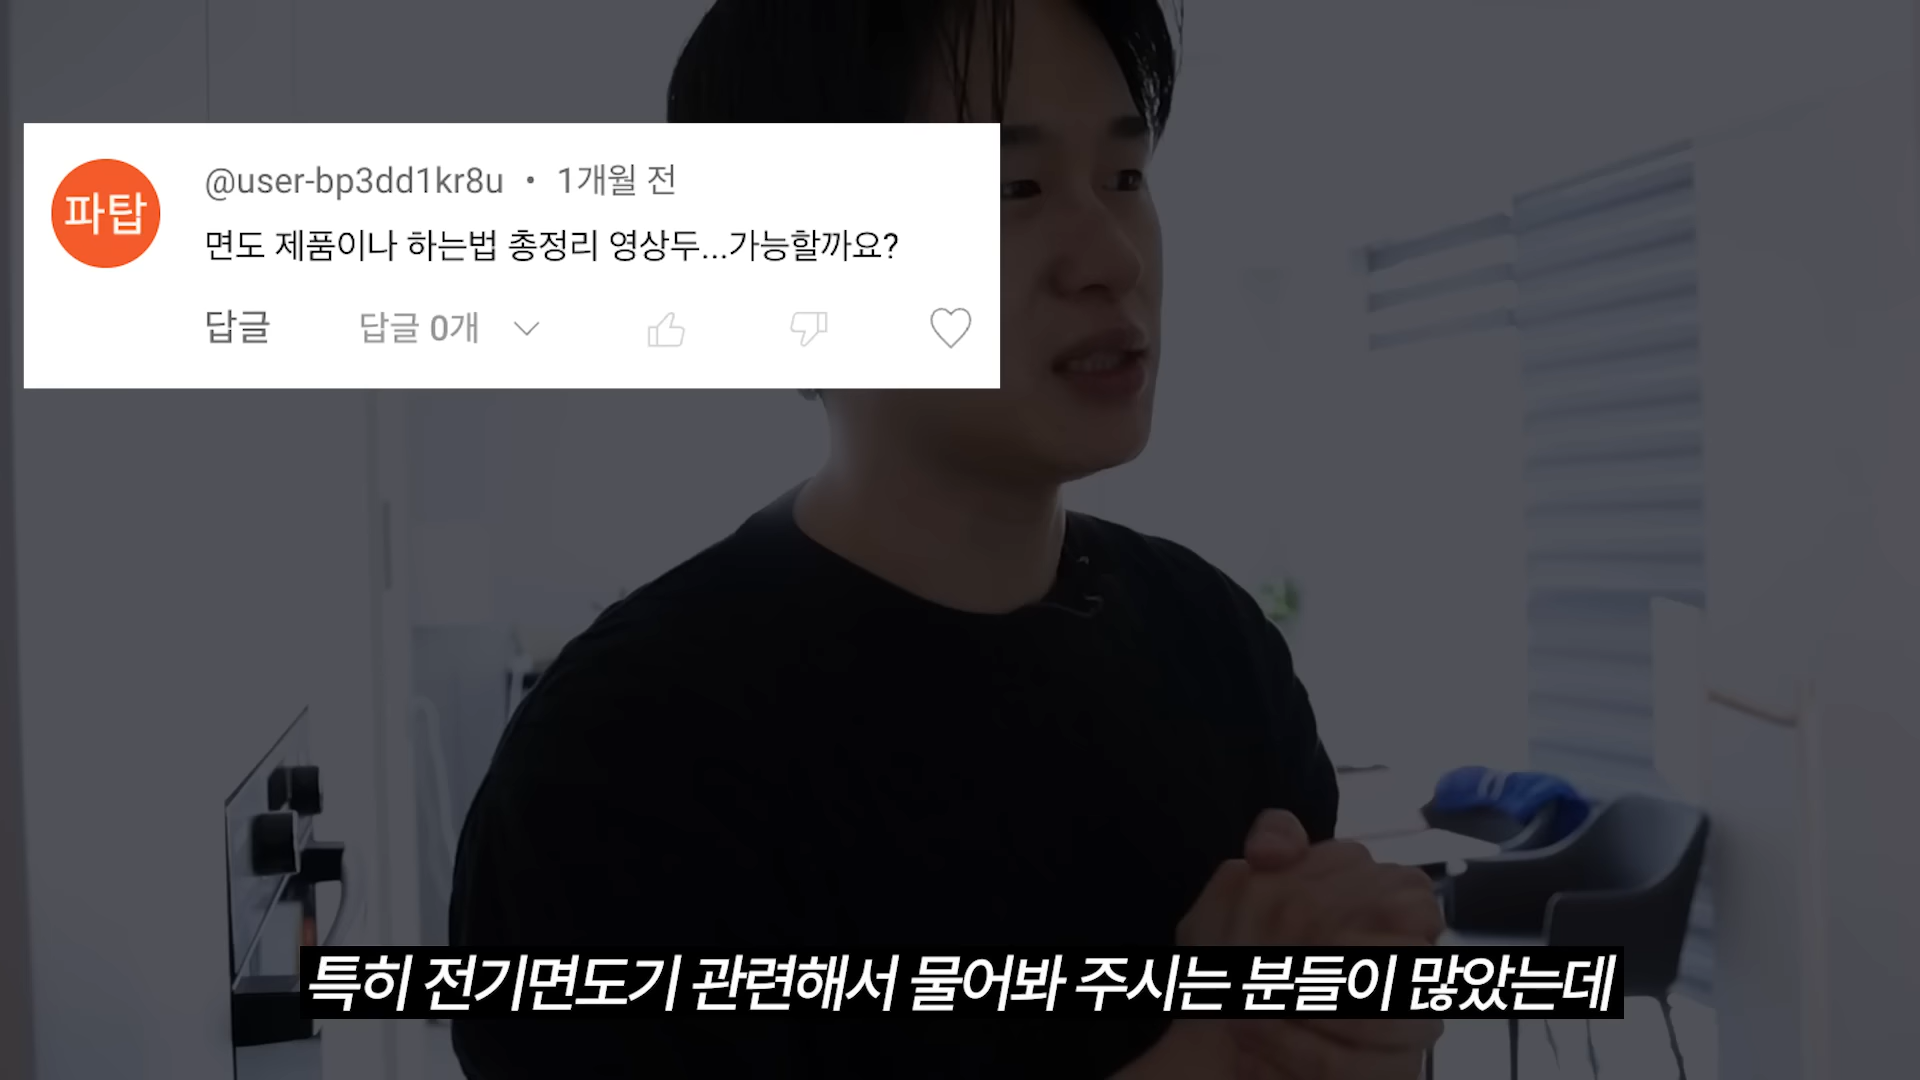 파탑
@user-bp3dd1kr8u • 1개월 전
면도 제품이나 하는법 총정리 영상두...가능할까요?
답글 답글 0개
특히 전기면도기 관련해서 물어봐 주시는 분들이 많았는데